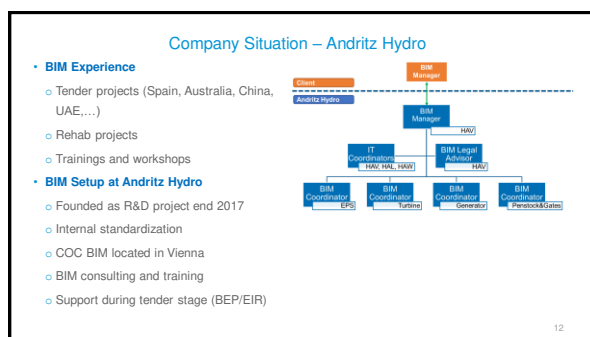 Company Situation – Andritz Hydro
• BIM Experience
o Tender projects (Spain, Australia, China,
UAE,…)
o Rehab projects
o Trainings and workshops
• BIM Setup at Andritz Hydro
o Founded as R&D project end 2017
o Internal standardization
o COC BIM located in Vienna
o BIM consulting and training
o Support during tender stage (BEP/EIR)
BIM
Manager
Client
Andritz Hydro
BIM
Manager
HAV
IT
Coordinators
HAV, HAL, HAW
BIM Legal
Advisor
HAV
BIM
Coordinator
EPS
BIM
Coordinator
Turbine
BIM
Coordinator
Generator
BIM
Coordinator
Penstock&Gates
12